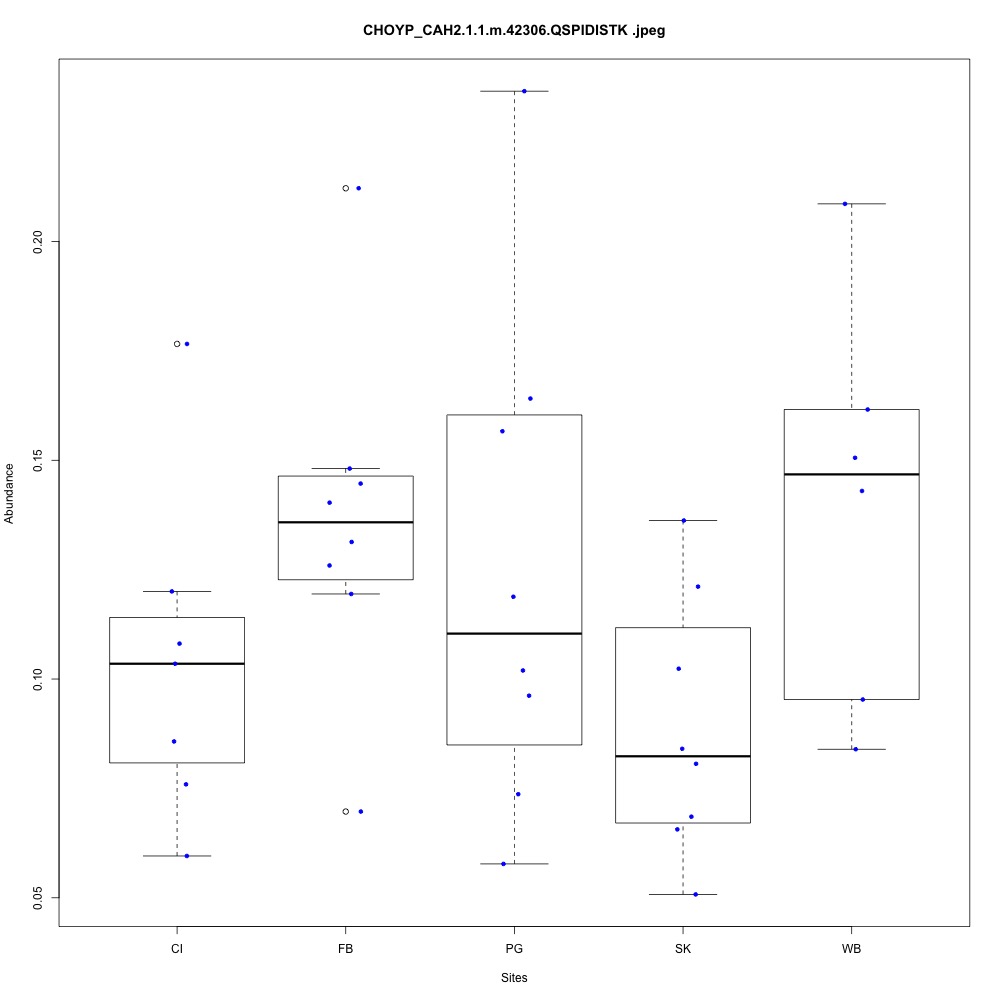 CHOYP_CAH2.1.1.m.42306.QSPIDISTK .jpeg
Abundance
0.20
0.15
0.10
0.05
CI FB PG SK WB
Sites